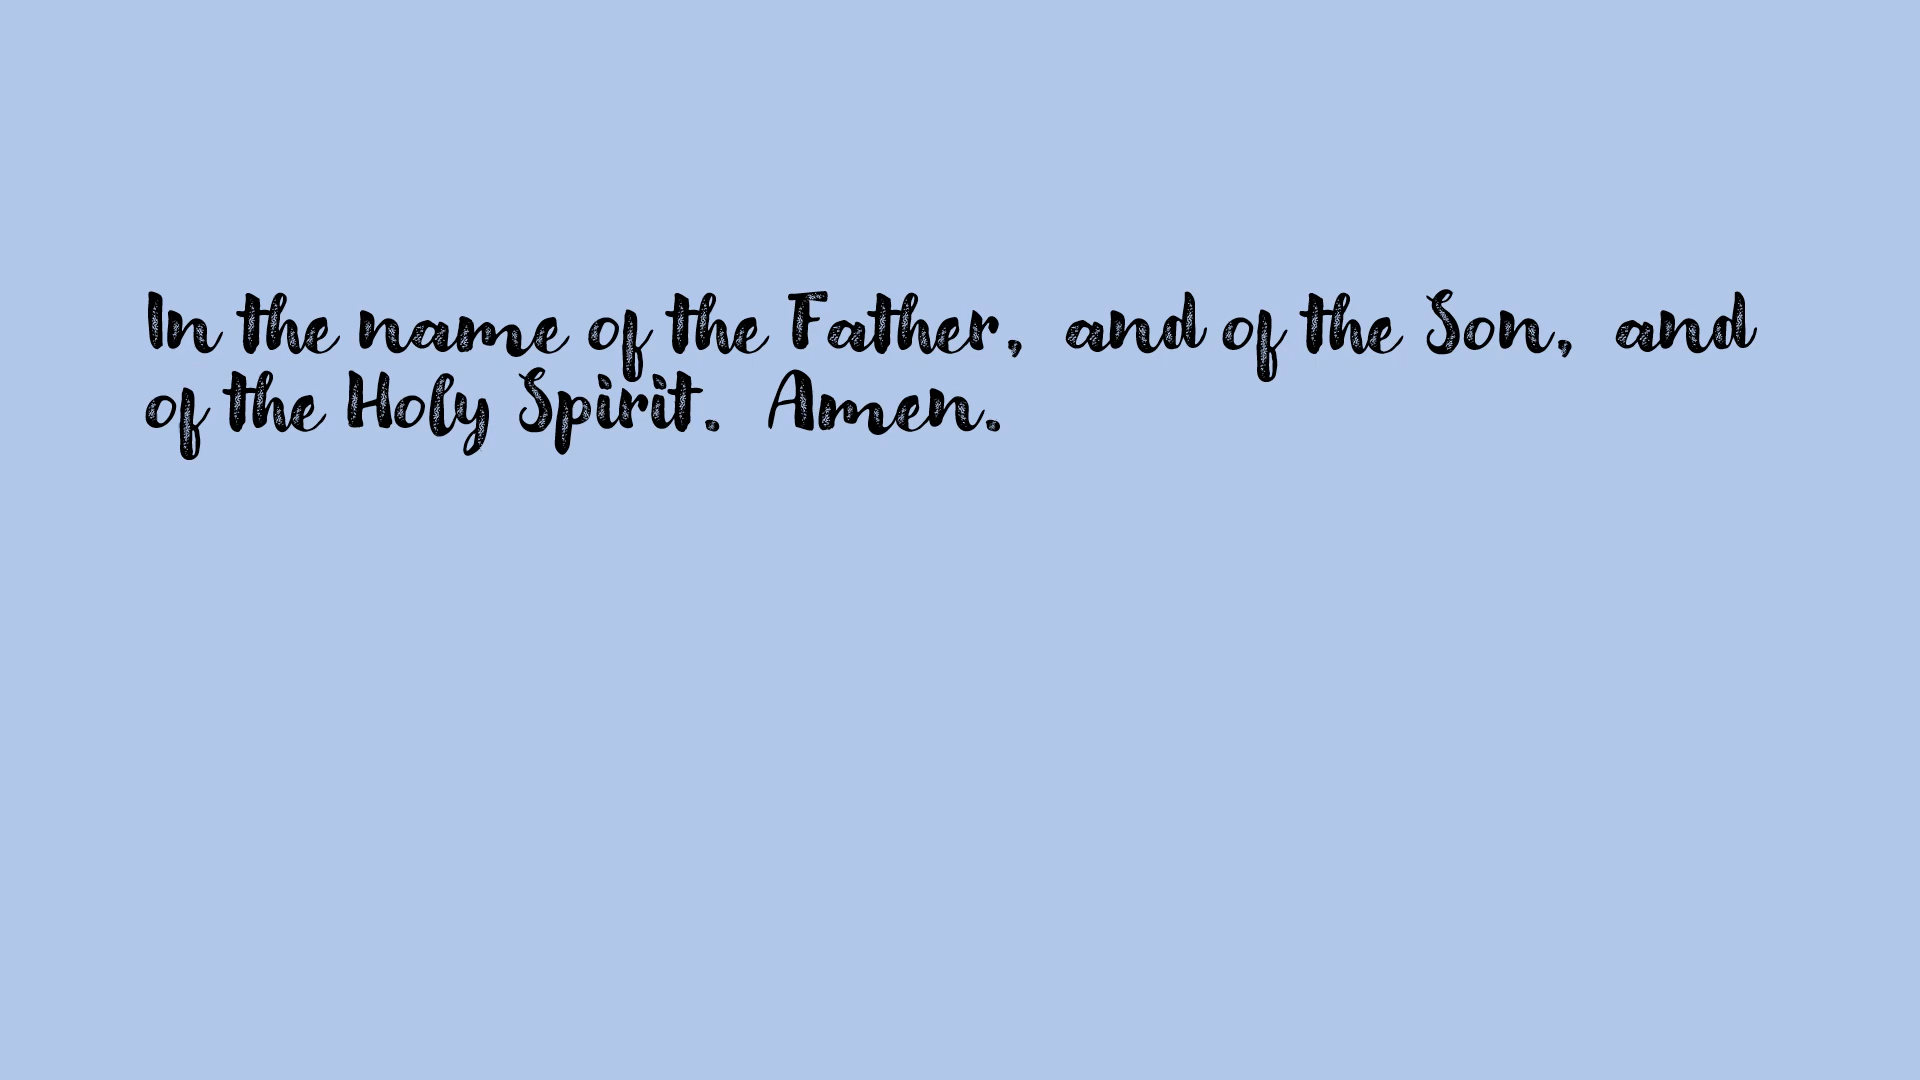 In the name of the Father, and of the Son, and
of the Holy Spirit. Amen.